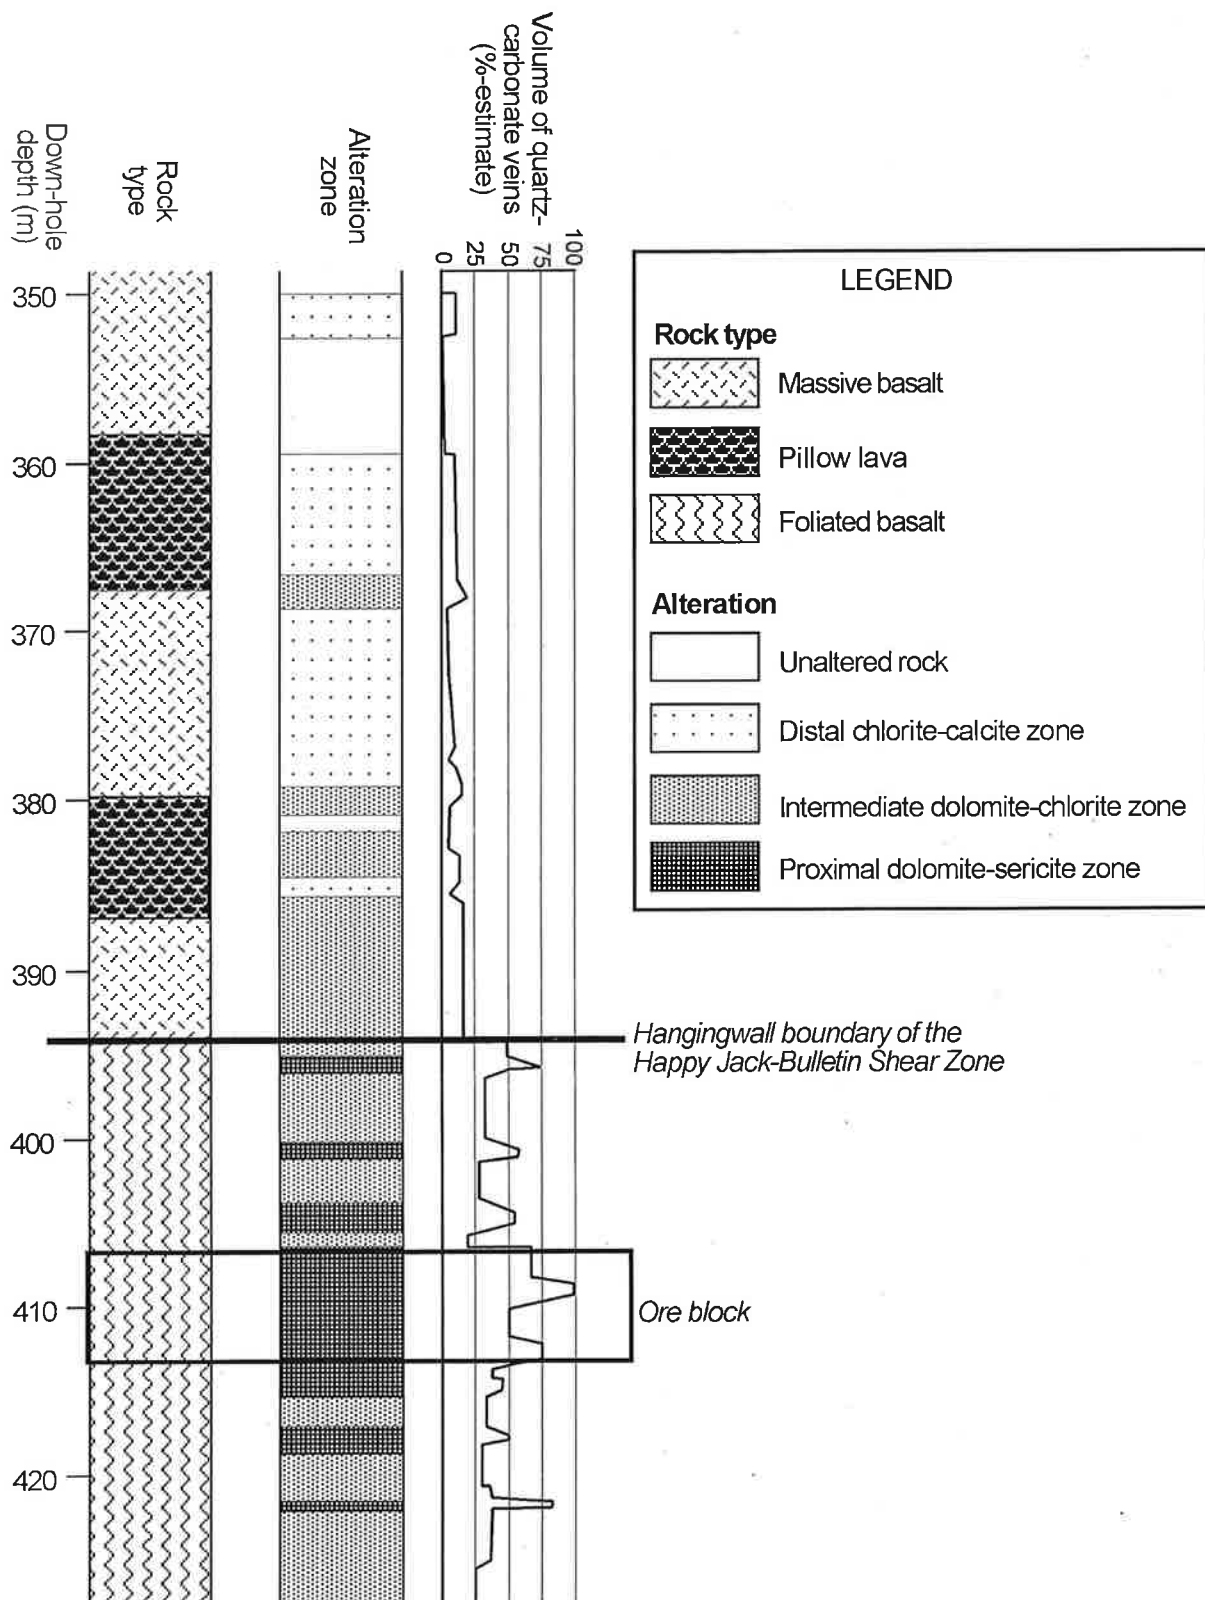 Down-hole
depth (m)
Rock
type
Alteration
zone
Volume of quartz-
carbonate veins
(%-estimate)
0
25
50
75
100
350
360
370
380
390
400
410
420
LEGEND
Rock type
Massive basalt
Pillow lava
Foliated basalt
Alteration
Unaltered rock
Distal chlorite-calcite zone
Intermediate dolomite-chlorite zone
Proximal dolomite-sericite zone
Hangingwall boundary of the
Happy Jack-Bulletin Shear Zone
Ore block